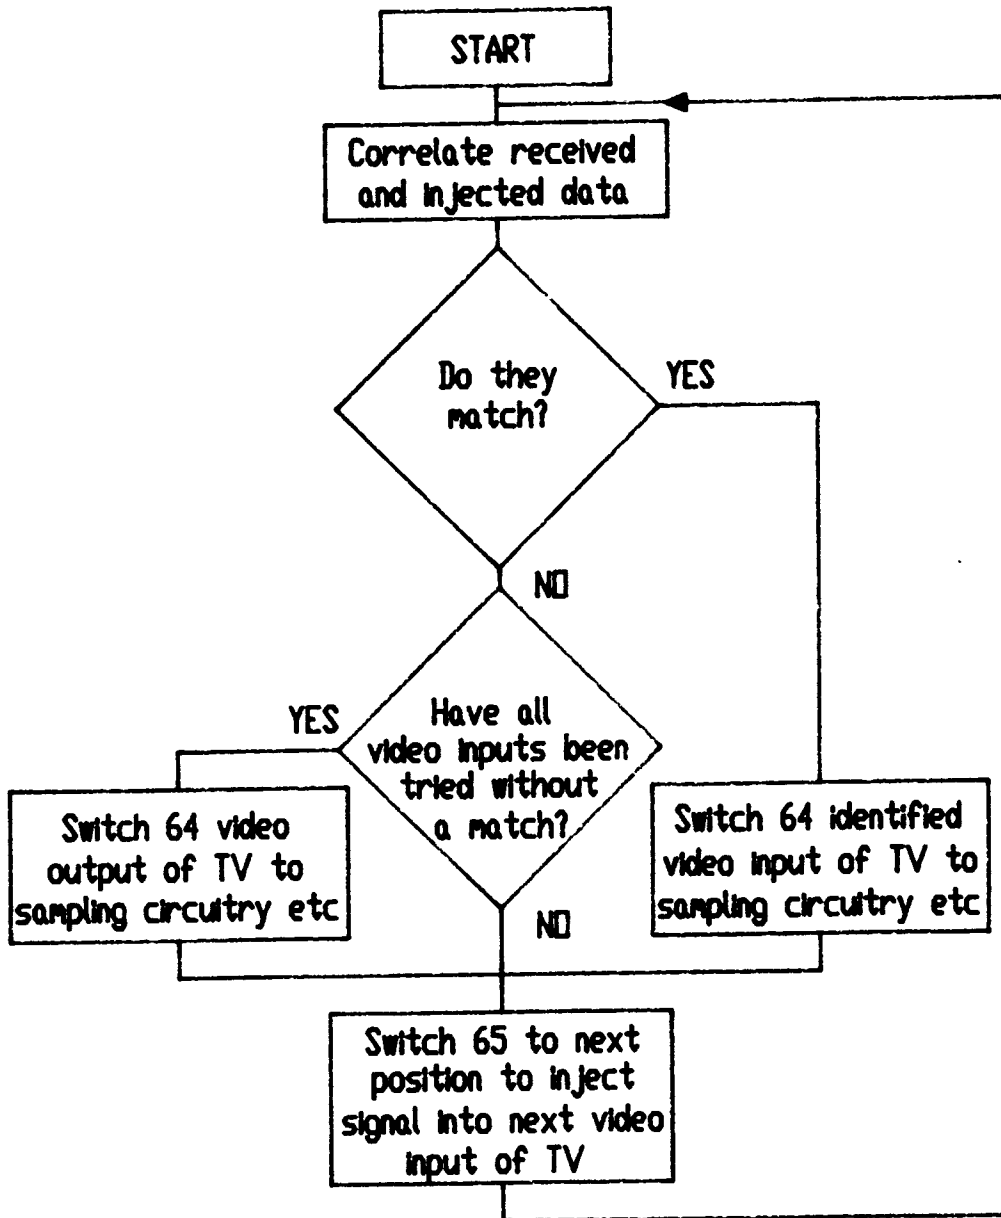 START
Correlate received
and injected data
Do they
match?
YES
NO
Have all
video inputs been
tried without
a match?
YES
NO
Switch 64 video
output of TV to
sampling circuitry etc
Switch 64 identified
video input of TV to
sampling circuitry etc
Switch 65 to next
position to inject
signal into next video
input of TV